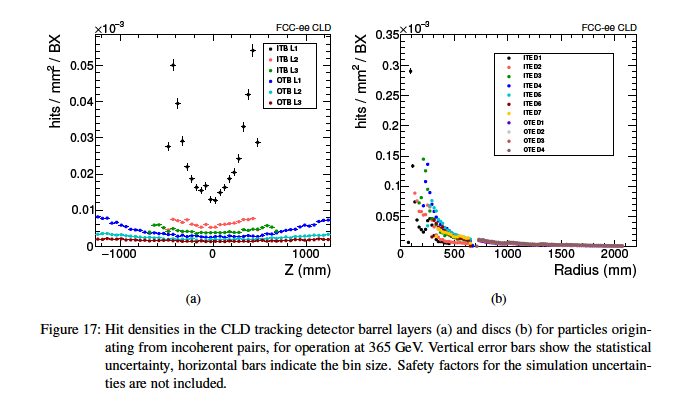 ×10⁻³
FCC-ee CLD
hits / mm² / BX
0.05
0.04
0.03
0.02
0.01
0
−1000
0
1000
Z (mm)
ITB L1
ITB L2
ITB L3
OTB L1
OTB L2
OTB L3
(a)
×10⁻³
FCC-ee CLD
hits / mm² / BX
0.35
0.3
0.25
0.2
0.15
0.1
0.05
0
500
1000
1500
2000
Radius (mm)
ITE D1
ITE D2
ITE D3
ITE D4
ITE D5
ITE D6
ITE D7
OTE D1
OTE D2
OTE D3
OTE D4
(b)
Figure 17: Hit densities in the CLD tracking detector barrel layers (a) and discs (b) for particles origin-
ating from incoherent pairs, for operation at 365 GeV. Vertical error bars show the statistical
uncertainty, horizontal bars indicate the bin size. Safety factors for the simulation uncertain-
ties are not included.